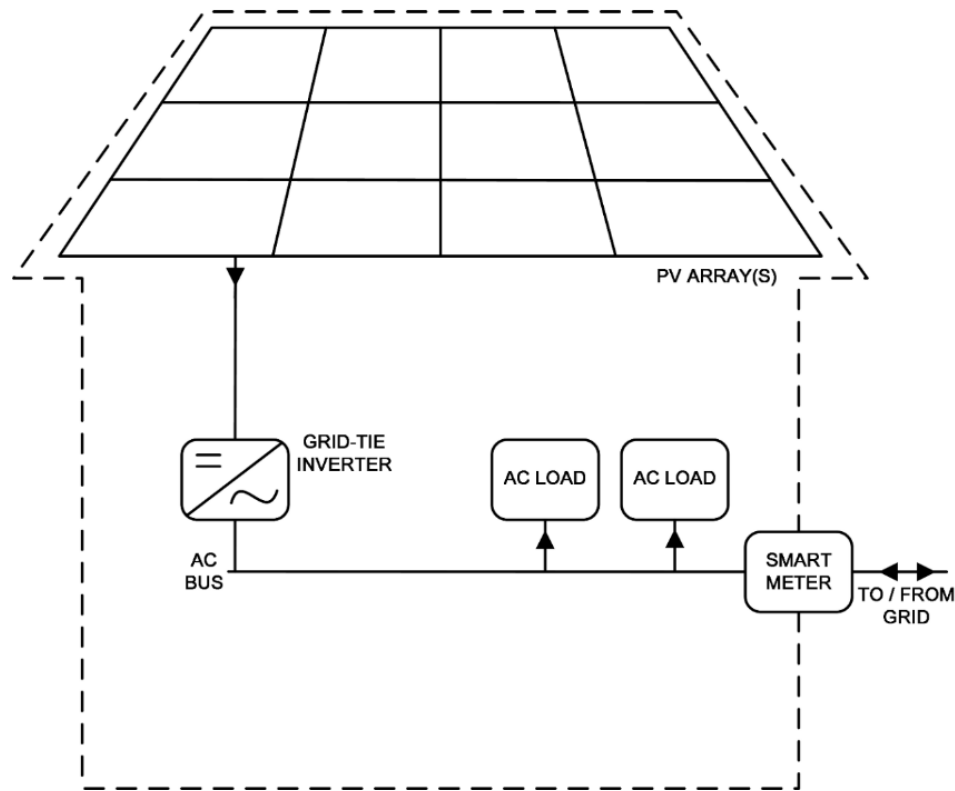 PV ARRAY(S)
GRID-TIE
INVERTER
AC LOAD
AC LOAD
AC
BUS
SMART
METER
TO / FROM
GRID